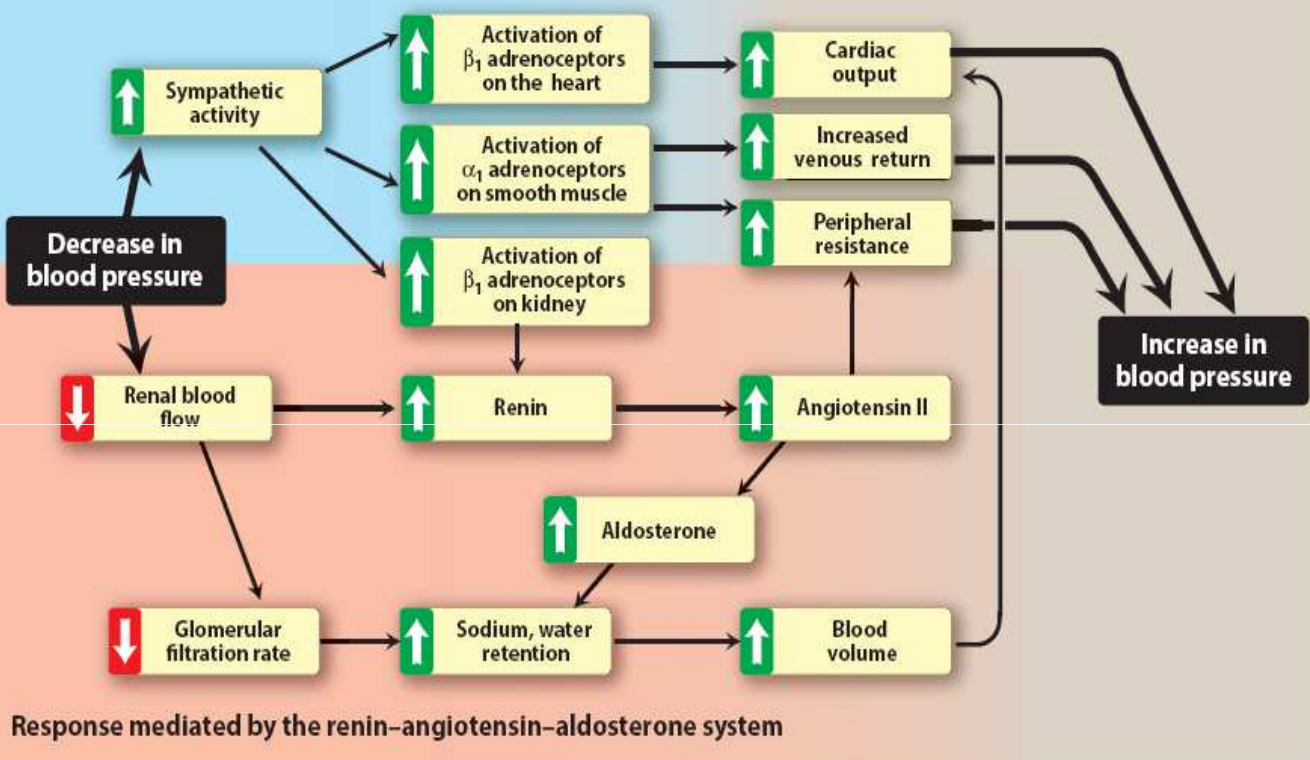 Activation of
β1 adrenoceptors
on the heart
Cardiac
output
Sympathetic
activity
Activation of
α1 adrenoceptors
on smooth muscle
Increased
venous return
Peripheral
resistance
Decrease in
blood pressure
Activation of
β1 adrenoceptors
on kidney
Increase in
blood pressure
Renal blood
flow
Renin
Angiotensin II
Aldosterone
Glomerular
filtration rate
Sodium, water
retention
Blood
volume
Response mediated by the renin–angiotensin–aldosterone system